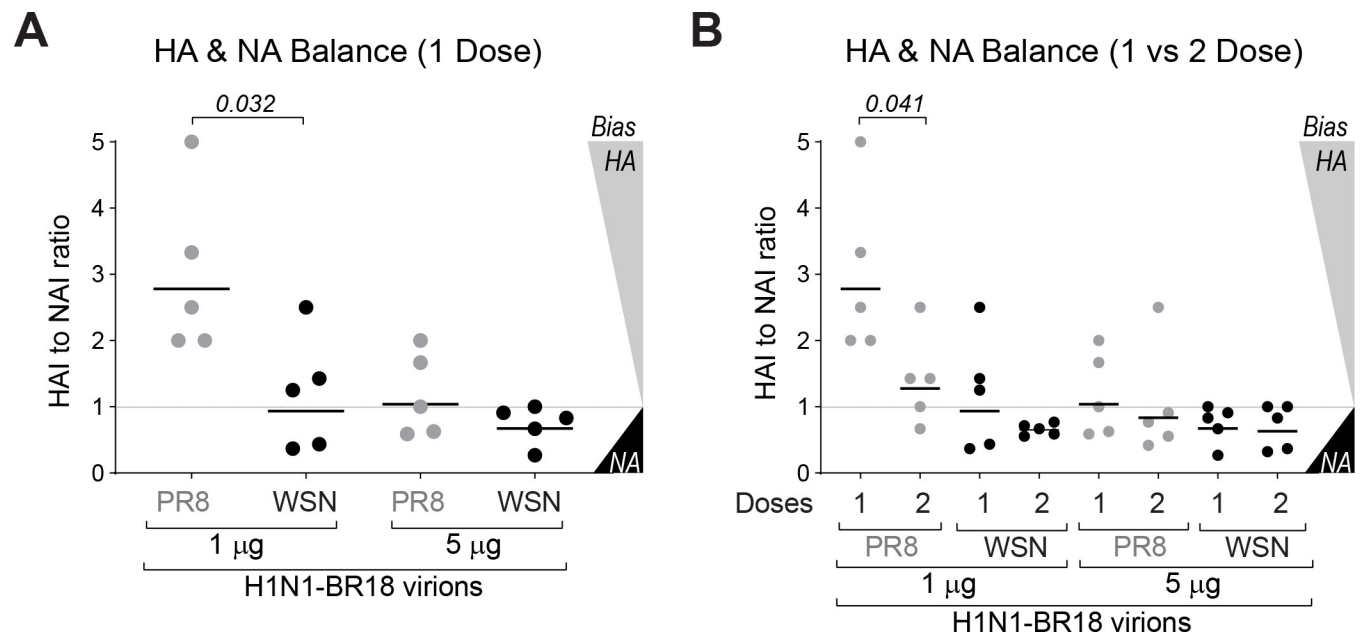 A
HA & NA Balance (1 Dose)
0.032
Bias
HA
5
4
3
2
1
0
HAI to NAI ratio
NA
PR8 WSN PR8 WSN
1 μg 5 μg
H1N1-BR18 virions
B
HA & NA Balance (1 vs 2 Dose)
0.041
Bias
HA
5
4
3
2
1
0
HAI to NAI ratio
NA
Doses 1 2 1 2 1 2 1 2
PR8 WSN PR8 WSN
1 μg 5 μg
H1N1-BR18 virions